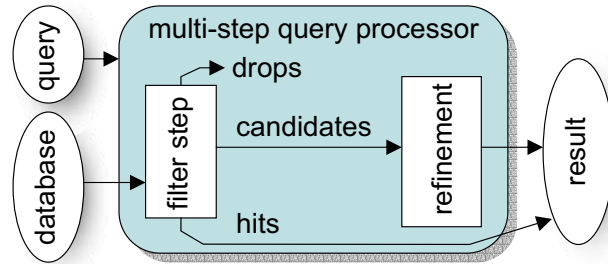 multi-step query processor
query
drops
filter step
candidates
refinement
database
hits
result